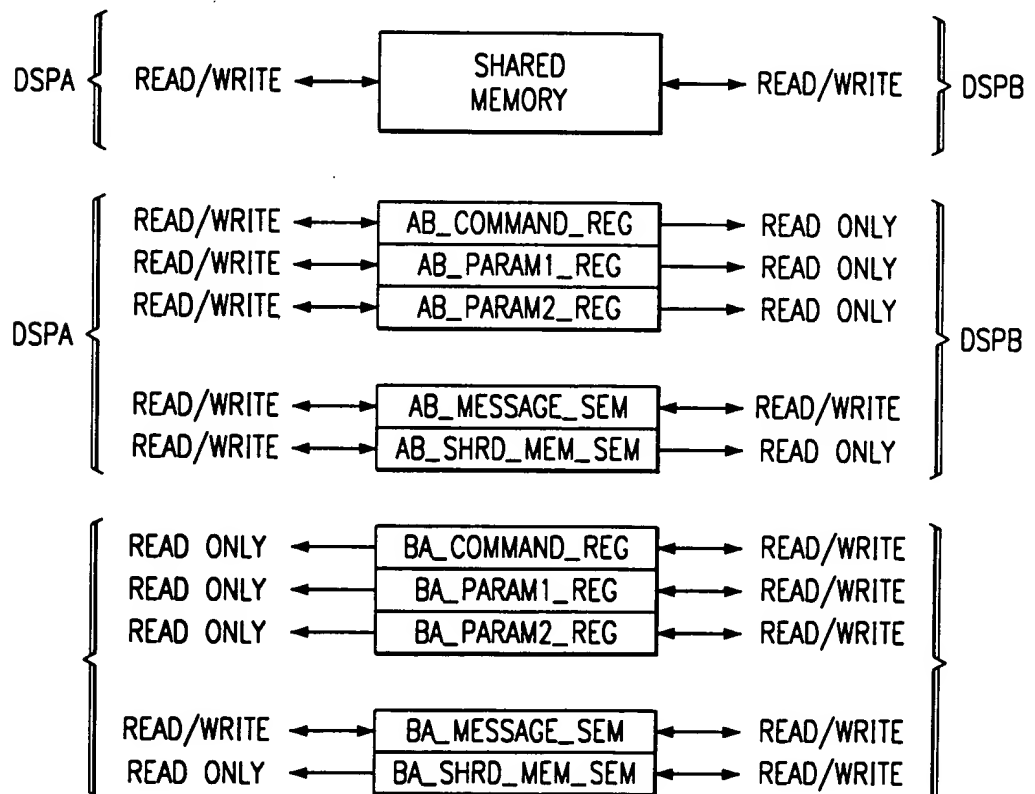 DSPA READ/WRITE SHARED MEMORY READ/WRITE DSPB
READ/WRITE AB_COMMAND_REG READ ONLY
READ/WRITE AB_PARAM1_REG READ ONLY
READ/WRITE AB_PARAM2_REG READ ONLY
DSPA DSPB
READ/WRITE AB_MESSAGE_SEM READ/WRITE
READ/WRITE AB_SHRD_MEM_SEM READ ONLY
READ ONLY BA_COMMAND_REG READ/WRITE
READ ONLY BA_PARAM1_REG READ/WRITE
READ ONLY BA_PARAM2_REG READ/WRITE
READ/WRITE BA_MESSAGE_SEM READ/WRITE
READ ONLY BA_SHRD_MEM_SEM READ/WRITE